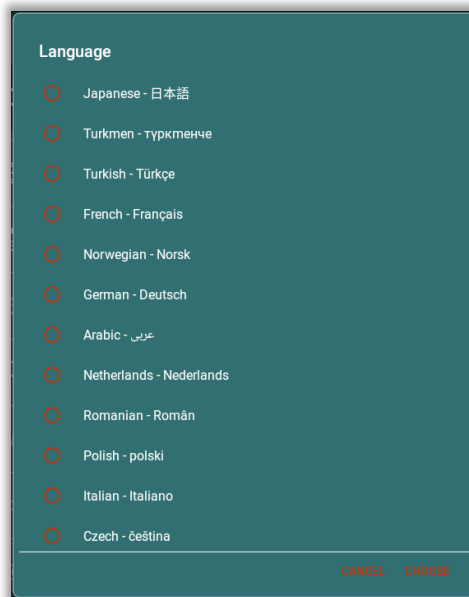 Language
Japanese - 日本語
Turkmen - түркmenче
Turkish - Türkçe
French - Français
Norwegian - Norsk
German - Deutsch
Arabic - عربى
Netherlands - Nederlands
Romanian - Român
Polish - polski
Italian - Italiano
Czech - čeština
CANCEL CHOOSE